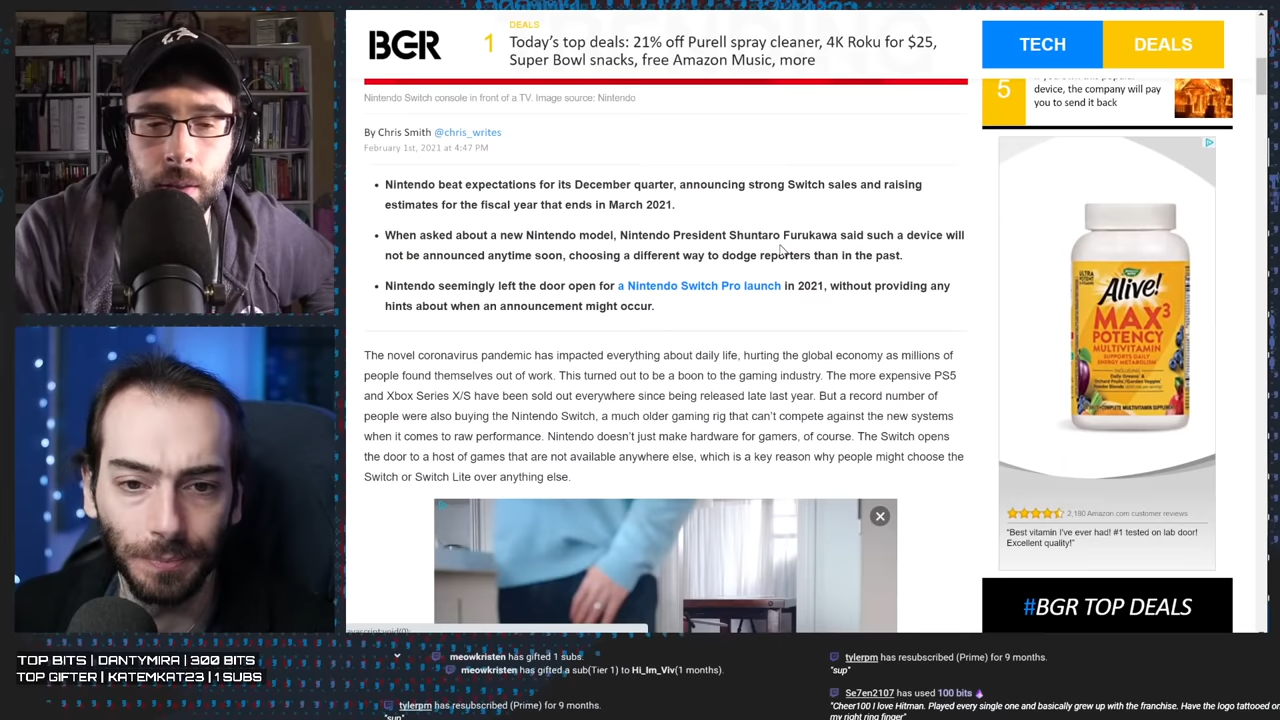 BGR
1
DEALS
Today's top deals: 21% off Purell spray cleaner, 4K Roku for $25,
Super Bowl snacks, free Amazon Music, more
TECH
DEALS
Nintendo Switch console in front of a TV. Image source: Nintendo
By Chris Smith @chris_writes
February 1st, 2021 at 4:47 PM
• Nintendo beat expectations for its December quarter, announcing strong Switch sales and raising
estimates for the fiscal year that ends in March 2021.
• When asked about a new Nintendo model, Nintendo President Shuntaro Furukawa said such a device will
not be announced anytime soon, choosing a different way to dodge reporters than in the past.
• Nintendo seemingly left the door open for a Nintendo Switch Pro launch in 2021, without providing any
hints about when an announcement might occur.
The novel coronavirus pandemic has impacted everything about daily life, hurting the global economy as millions of
people found themselves out of work. This turned out to be a boon to the gaming industry. The more expensive PS5
and Xbox Series X/S have been sold out everywhere since being released late last year. But a record number of
people were also buying the Nintendo Switch, a much older gaming rig that can't compete against the new systems
when it comes to raw performance. Nintendo doesn't just make hardware for gamers, of course. The Switch opens
the door to a host of games that are not available anywhere else, which is a key reason why people might choose the
Switch or Switch Lite over anything else.
5
device, the company will pay
you to send it back
Alive!
MAX3
POTENCY
MULTIVITAMIN
2,180 Amazon.com customer reviews
"Best vitamin I've ever had! #1 tested on lab door!
Excellent quality!"
#BGR TOP DEALS
TOP BITS | DANTYMIRA | 300 BITS
TOP GIFTER | KATEMKAT23 | 1 SUBS
meowkristen has gifted 1 subs.
meowkristen has gifted a sub(Tier 1) to Hi_Im_Viv(1 months).
tylerpm has resubscribed (Prime) for 9 months.
"sup"
tylerpm has resubscribed (Prime) for 9 months.
"sup"
Se7en2107 has used 100 bits
"Cheer100 I love Hitman. Played every single one and basically grew up with the franchise. Have the logo tattooed on
my right ring finger"